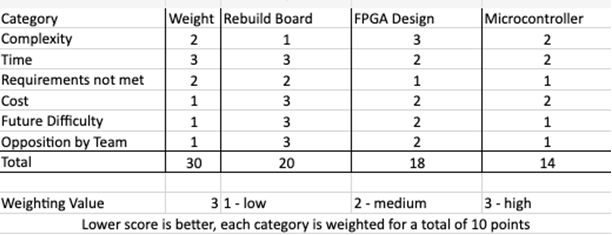 Category Weight Rebuild Board FPGA Design Microcontroller
Complexity 2 1 3 2
Time 3 3 2 2
Requirements not met 2 2 1 1
Cost 1 3 2 2
Future Difficulty 1 3 2 1
Opposition by Team 1 3 2 1
Total 30 20 18 14
Weighting Value 3 1 - low 2 - medium 3 - high
Lower score is better, each category is weighted for a total of 10 points